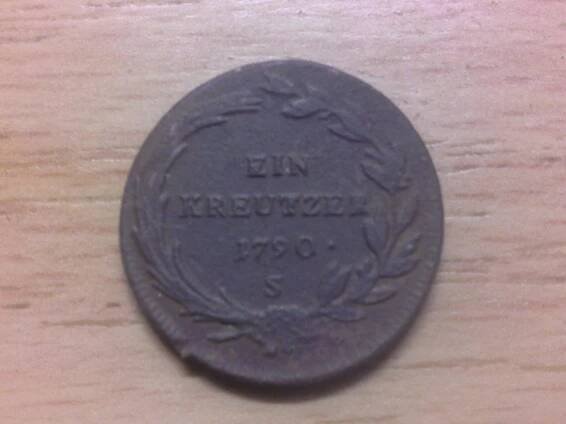 EIN
KREUTZER
1790 ·
S